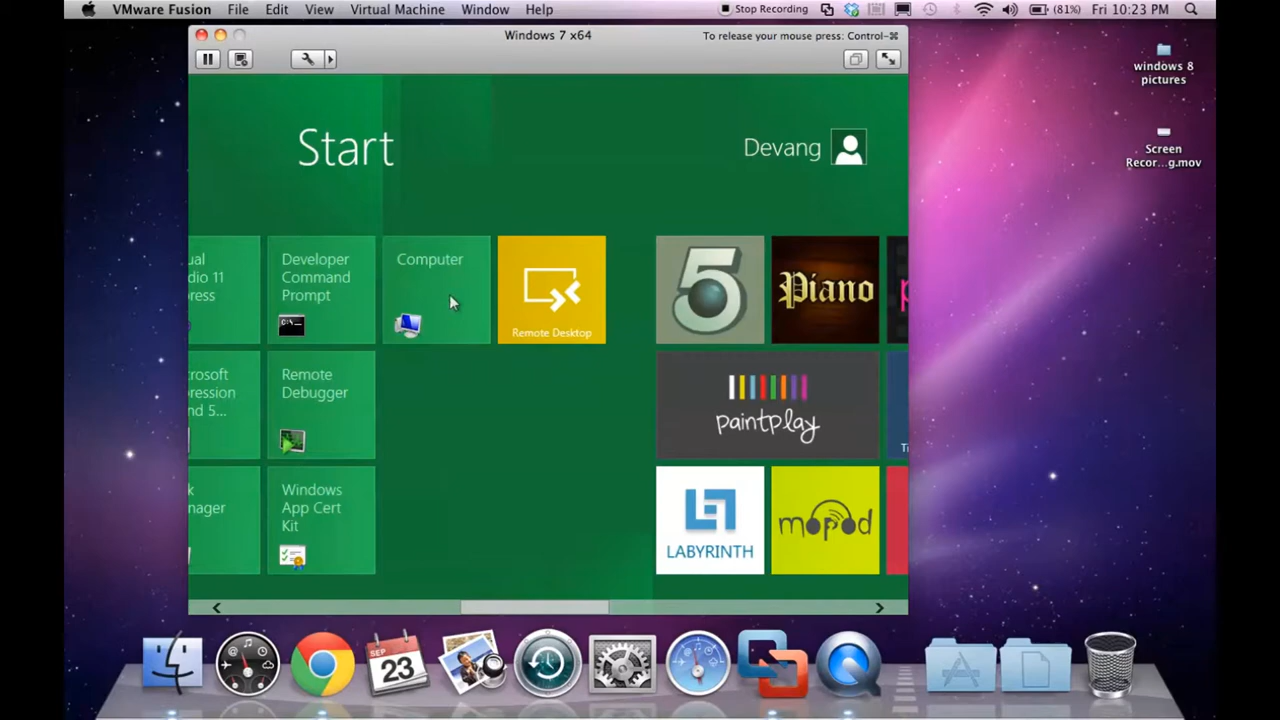 VMware Fusion File Edit View Virtual Machine Window Help Stop Recording (81%) Fri 10:23 PM
Windows 7 x64 To release your mouse press: Control-⌘
windows 8
pictures
Screen
Recor...g.mov
Start
Devang
ual
dio 11
press
Developer
Command
Prompt
C:\
Computer
Remote Desktop
5
Piano
crosoft
pression
nd 5...
Remote
Debugger
paintplay
Ti
nager
Windows
App Cert
Kit
LABYRINTH
mopod
SEP
23